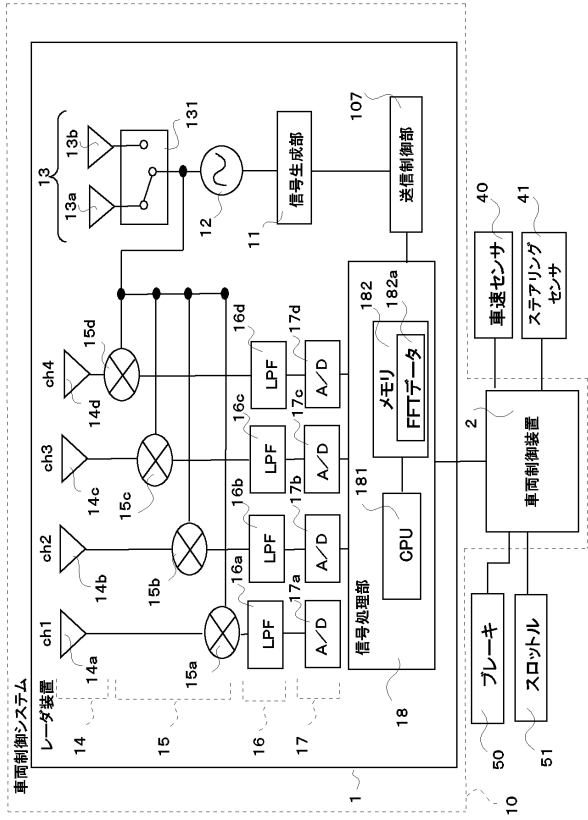 車両制御システム
レーダ装置
ch1
ch2
ch3
ch4
13
14a
14b
14c
14d
13a
13b
131
14
15
15a
15b
15c
15d
12
16
16a
16b
16c
16d
LPF
LPF
LPF
LPF
11
信号生成部
17
17a
17b
17c
17d
A/D
A/D
A/D
A/D
107
送信制御部
信号処理部
18
181
CPU
182
メモリ
182a
FFTデータ
1
2
車両制御装置
40
車速センサ
41
ステアリング
センサ
50
ブレーキ
51
スロットル
10